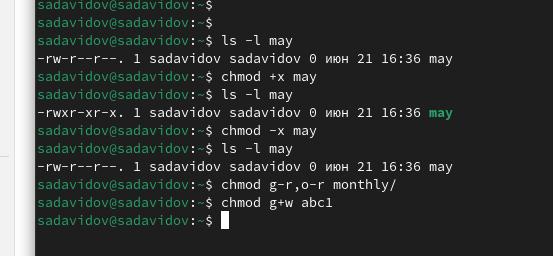 sadavidov@sadavidov:~$
sadavidov@sadavidov:~$
sadavidov@sadavidov:~$ ls -l may
-rw-r--r--. 1 sadavidov sadavidov 0 июн 21 16:36 may
sadavidov@sadavidov:~$ chmod +x may
sadavidov@sadavidov:~$ ls -l may
-rwxr-xr-x. 1 sadavidov sadavidov 0 июн 21 16:36 may
sadavidov@sadavidov:~$ chmod -x may
sadavidov@sadavidov:~$ ls -l may
-rw-r--r--. 1 sadavidov sadavidov 0 июн 21 16:36 may
sadavidov@sadavidov:~$ chmod g-r,o-r monthly/
sadavidov@sadavidov:~$ chmod g+w abc1
sadavidov@sadavidov:~$